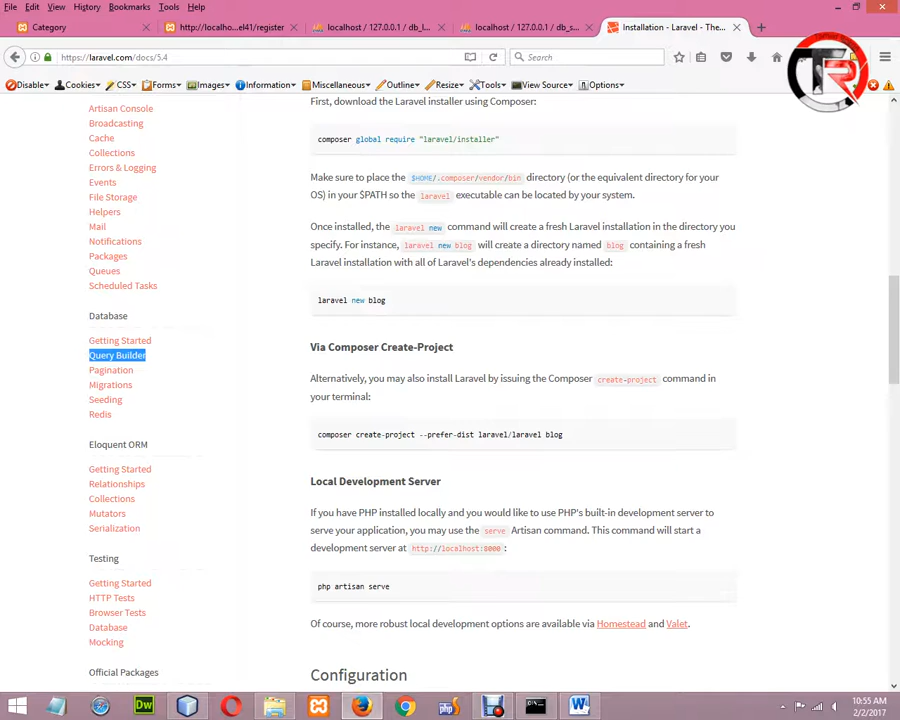 File Edit View History Bookmarks Tools Help
Category
http://localho...el41/register
localhost / 127.0.0.1 / db_l...
localhost / 127.0.0.1 / db_s...
Installation - Laravel - The...
https://laravel.com/docs/5.4
Search
Disable Cookies CSS Forms Images Information Miscellaneous Outline Resize Tools View Source Options
TR
Artisan Console
Broadcasting
Cache
Collections
Errors & Logging
Events
File Storage
Helpers
Mail
Notifications
Packages
Queues
Scheduled Tasks
Database
Getting Started
Query Builder
Pagination
Migrations
Seeding
Redis
Eloquent ORM
Getting Started
Relationships
Collections
Mutators
Serialization
Testing
Getting Started
HTTP Tests
Browser Tests
Database
Mocking
Official Packages
First, download the Laravel installer using Composer:
composer global require "laravel/installer"
Make sure to place the $HOME/.composer/vendor/bin directory (or the equivalent directory for your
OS) in your $PATH so the laravel executable can be located by your system.
Once installed, the laravel new command will create a fresh Laravel installation in the directory you
specify. For instance, laravel new blog will create a directory named blog containing a fresh
Laravel installation with all of Laravel's dependencies already installed:
laravel new blog
Via Composer Create-Project
Alternatively, you may also install Laravel by issuing the Composer create-project command in
your terminal:
composer create-project --prefer-dist laravel/laravel blog
Local Development Server
If you have PHP installed locally and you would like to use PHP's built-in development server to
serve your application, you may use the serve Artisan command. This command will start a
development server at http://localhost:8000 :
php artisan serve
Of course, more robust local development options are available via Homestead and Valet.
Configuration
Dw
php
10:55 AM
2/2/2017